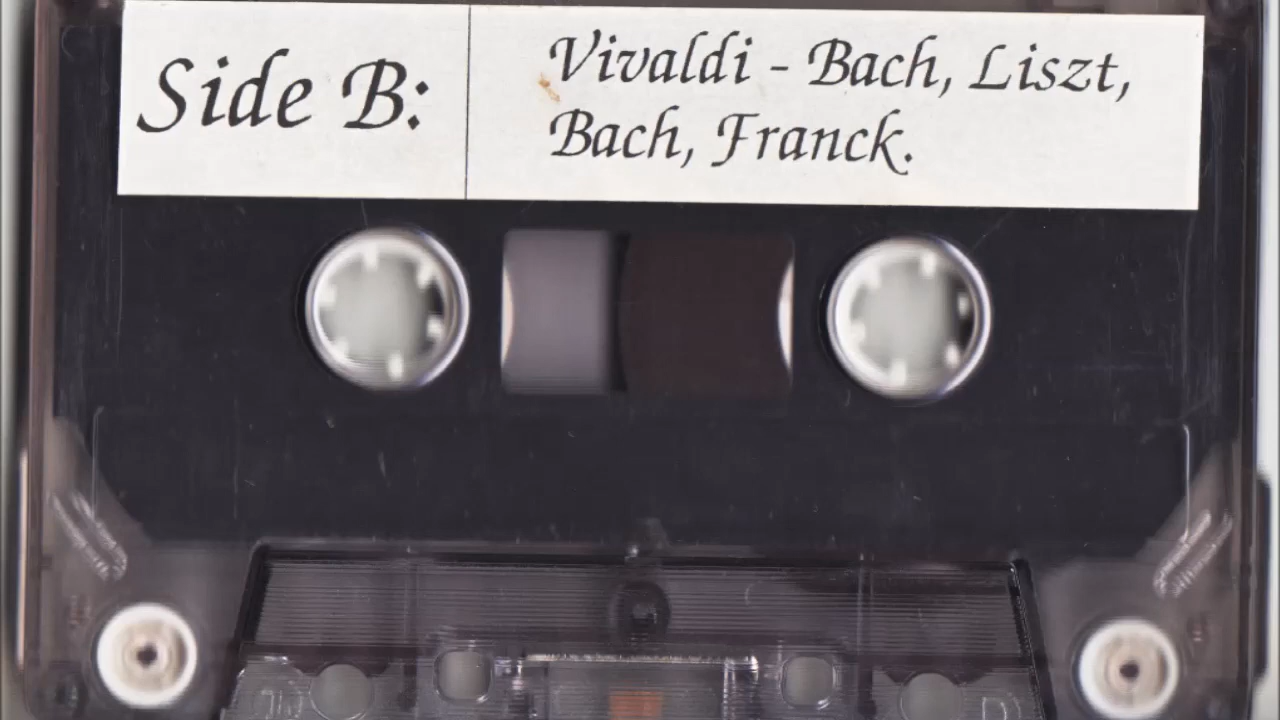 Side B:
Vivaldi - Bach, Liszt,
Bach, Franck.